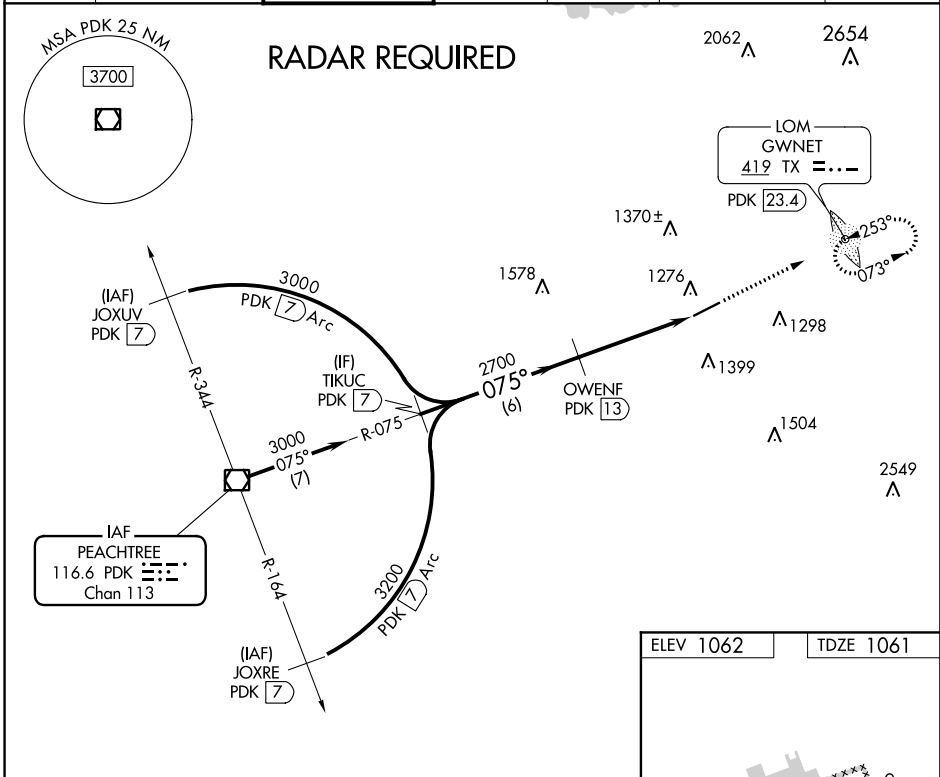 MSA PDK 25 NM
3700
RADAR REQUIRED
2062
2654
LOM
GWNET
419 TX
PDK 23.4
253°
073°
1370±
1578
1276
1298
1399
1504
2549
(IAF)
JOXUV
PDK 7
3000
PDK 7 Arc
R-344
(IF)
TIKUC
PDK 7
2700
075°
(6)
OWENF
PDK 13
3000
075°
(7)
R-075
IAF
PEACHTREE
116.6 PDK
Chan 113
R-164
3200
PDK 7 Arc
(IAF)
JOXRE
PDK 7
ELEV 1062
TDZE 1061